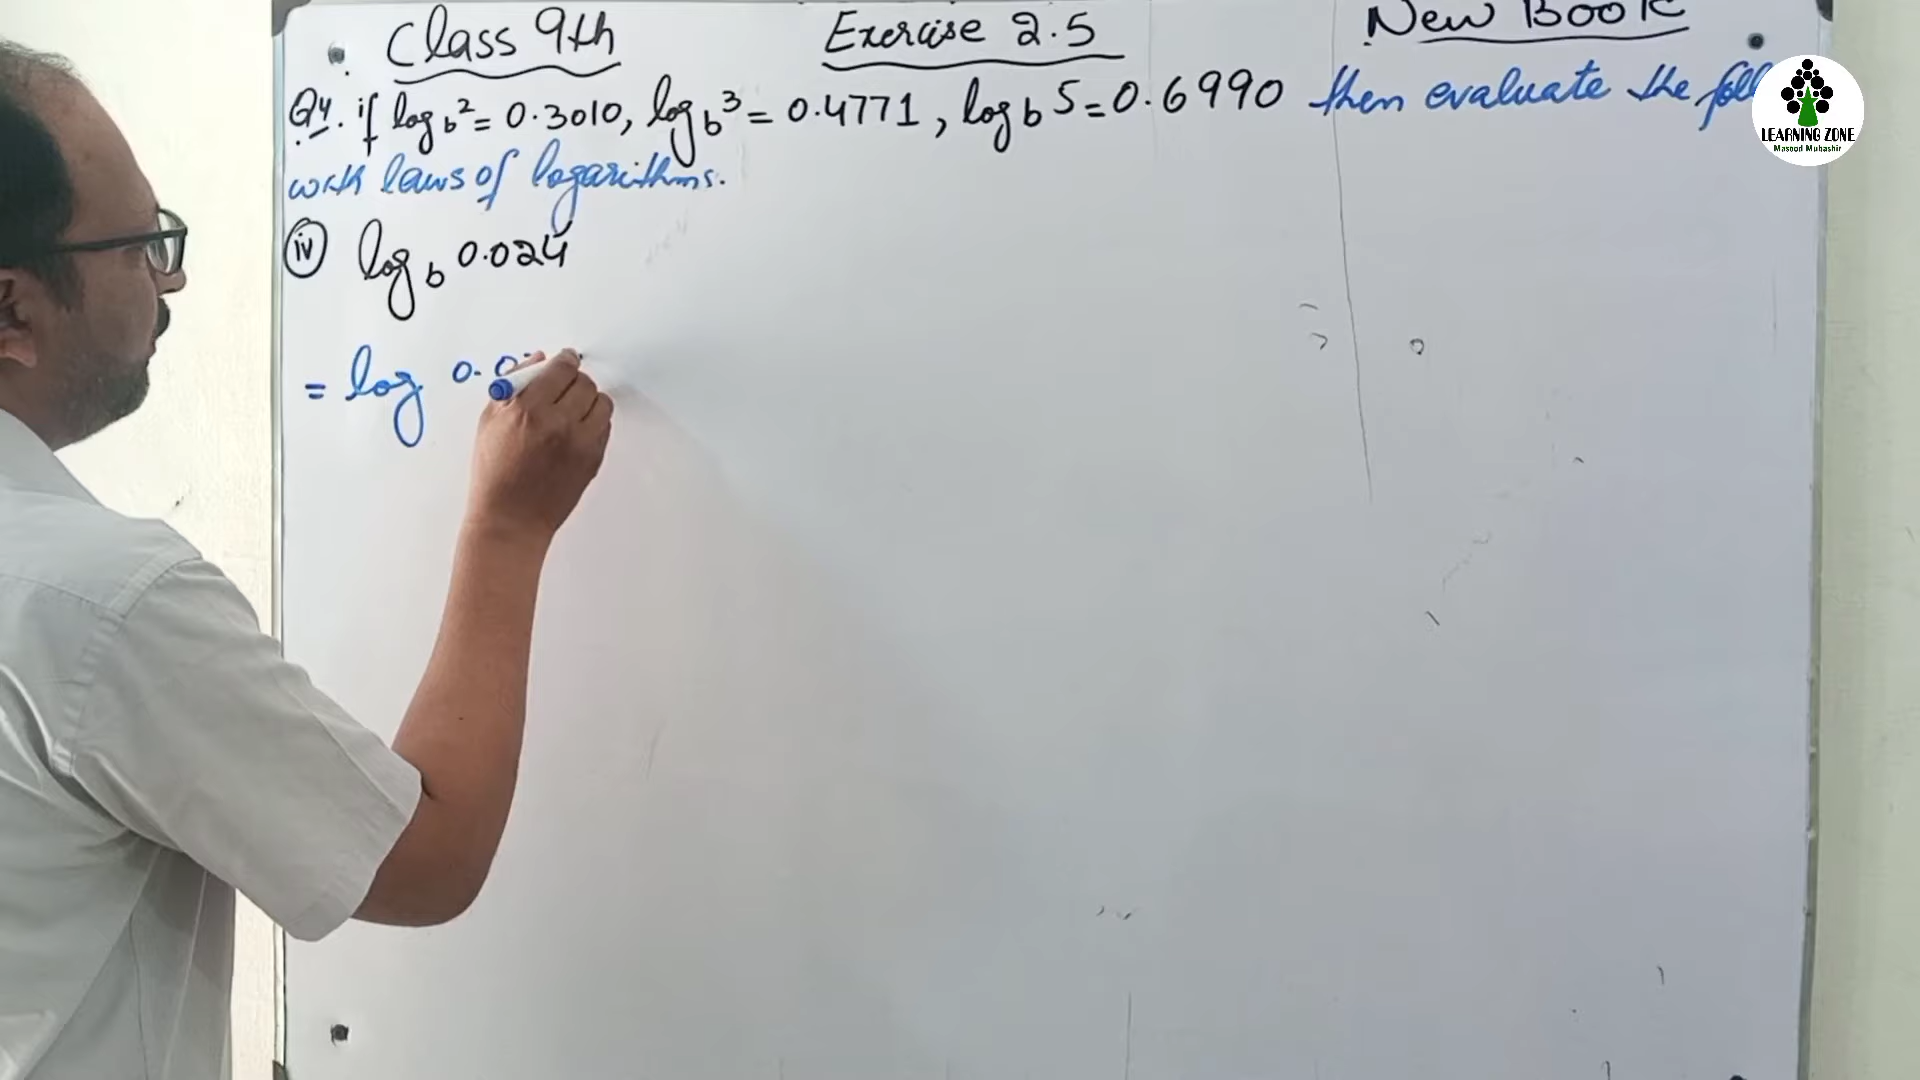 Class 9th Exercise 2.5 New Book
Q4. if log b 2 = 0.3010, log b 3 = 0.4771, log b 5 = 0.6990 then evaluate the foll
with laws of logarithms.
iv log b 0.024
= log 0.0
LEARNING ZONE
Masood Mubashir